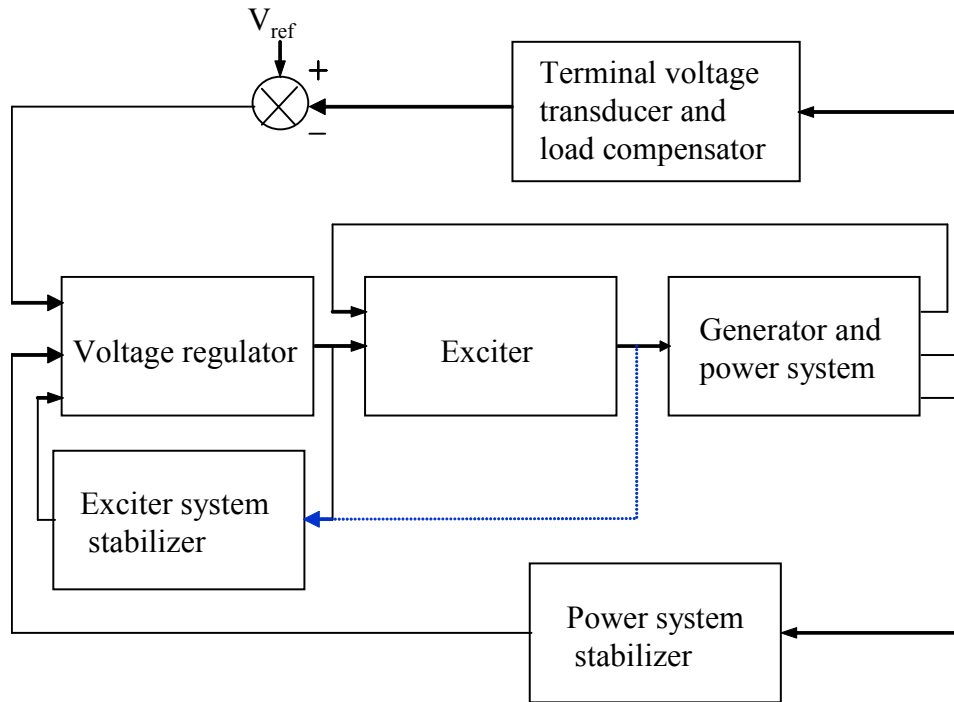 V_ref
+
−
Terminal voltage
transducer and
load compensator
Voltage regulator
Exciter
Generator and
power system
Exciter system
stabilizer
Power system
stabilizer